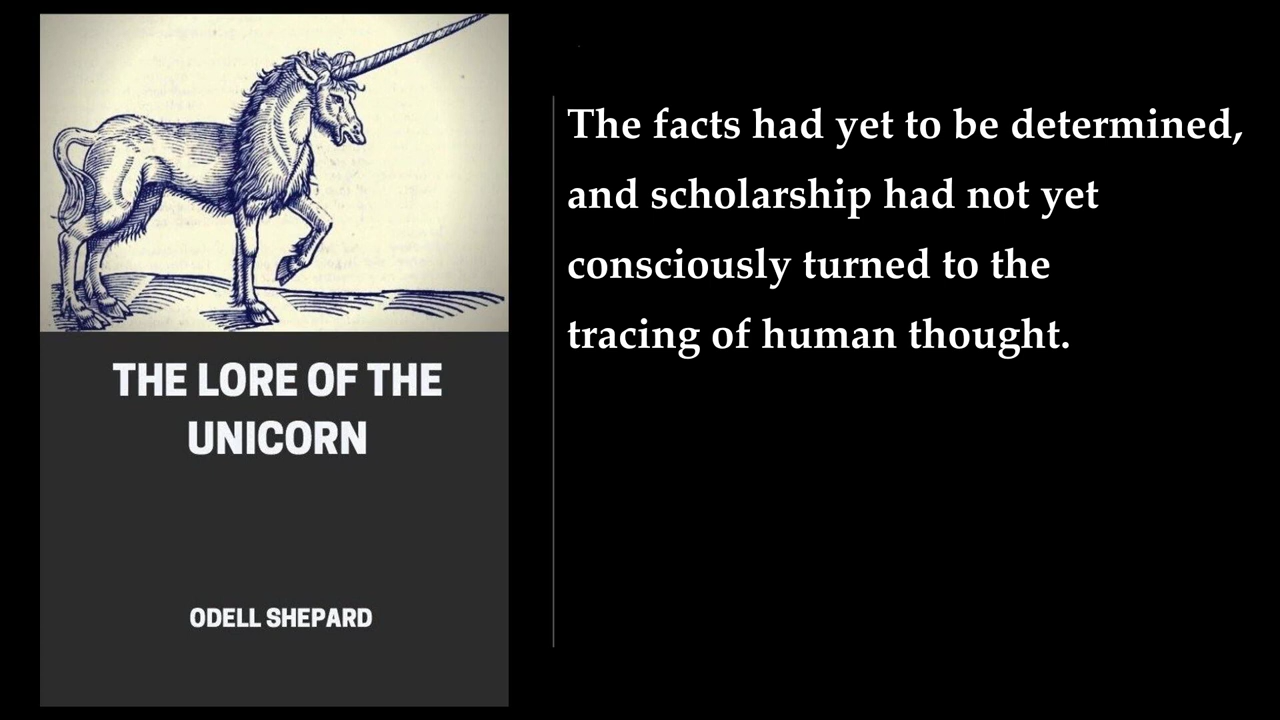 THE LORE OF THE
UNICORN
ODELL SHEPARD
The facts had yet to be determined,
and scholarship had not yet
consciously turned to the
tracing of human thought.